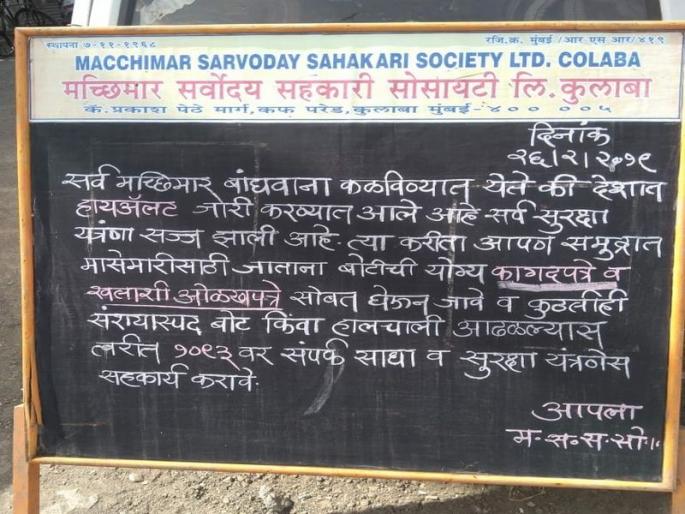 स्थापना ७-११-१९६८ रजि.क्र. मुंबई /आर एस आर/४१९
MACCHIMAR SARVODAY SAHAKARI SOCIETY LTD. COLABA
मच्छिमार सर्वोदय सहकारी सोसायटी लि. कुलाबा
कॅ. प्रकाश पेठे मार्ग, कफ परेड, कुलाबा मुंबई-४०० ००५
दिनांक
२६/२/२०१९
सर्व मच्छिमार बांधवाना कळविण्यात येते की देशात
हायॲलट जारी करण्यात आले आहे सर्व सुरक्षा
यंत्रणा सज्ज झाली आहे. त्या करीता आपण समुद्रात
मासेमारीसाठी जाताना बोटीची योग्य कागदपत्रे व
खलाशी ओळखपत्रे सोबत घेऊन जावे व कुठलीही
संशयास्पद बोट किंवा हालचाली आढळल्यास
त्वरीत १०९३ वर संपर्क साधा व सुरक्षा यंत्रणेस
सहकार्य करावे.
आपला
म. स. स. सो.